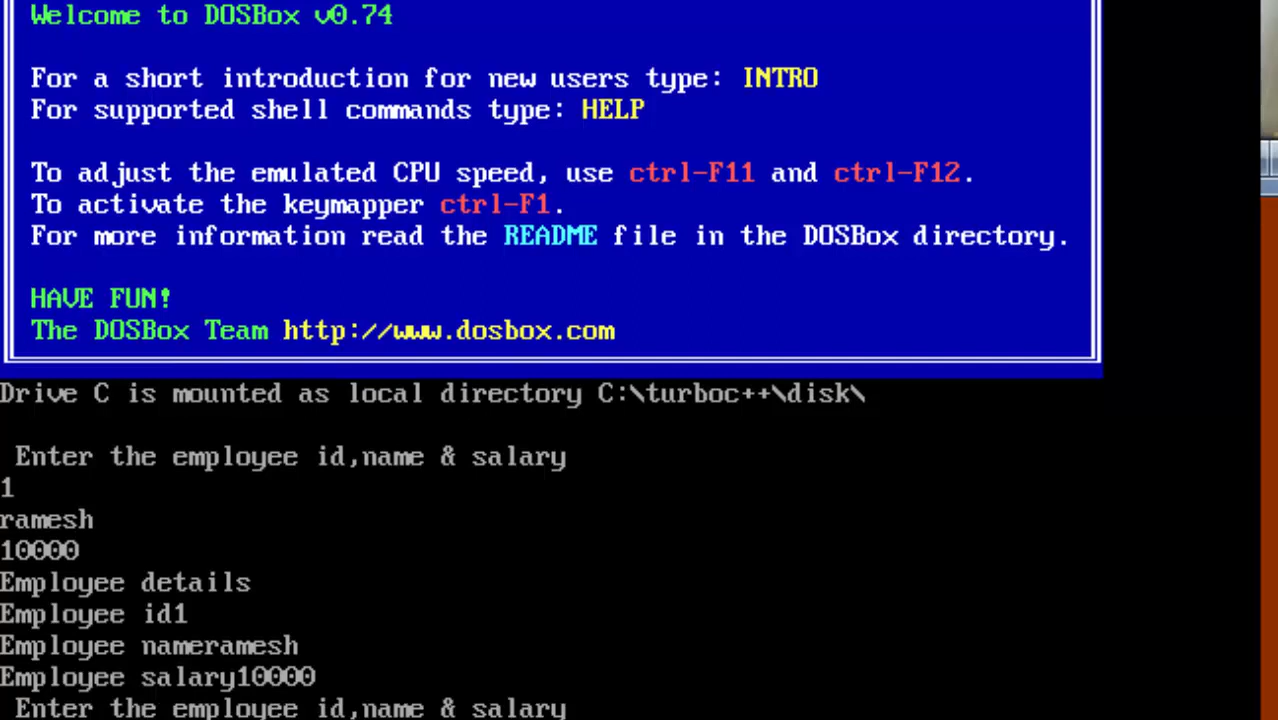 Welcome to DOSBox v0.74
For a short introduction for new users type: INTRO
For supported shell commands type: HELP
To adjust the emulated CPU speed, use ctrl-F11 and ctrl-F12.
To activate the keymapper ctrl-F1.
For more information read the README file in the DOSBox directory.
HAVE FUN!
The DOSBox Team http://www.dosbox.com
Drive C is mounted as local directory C:\turboc++\disk\
Enter the employee id,name & salary
1
ramesh
10000
Employee details
Employee id1
Employee nameramesh
Employee salary10000
Enter the employee id,name & salary